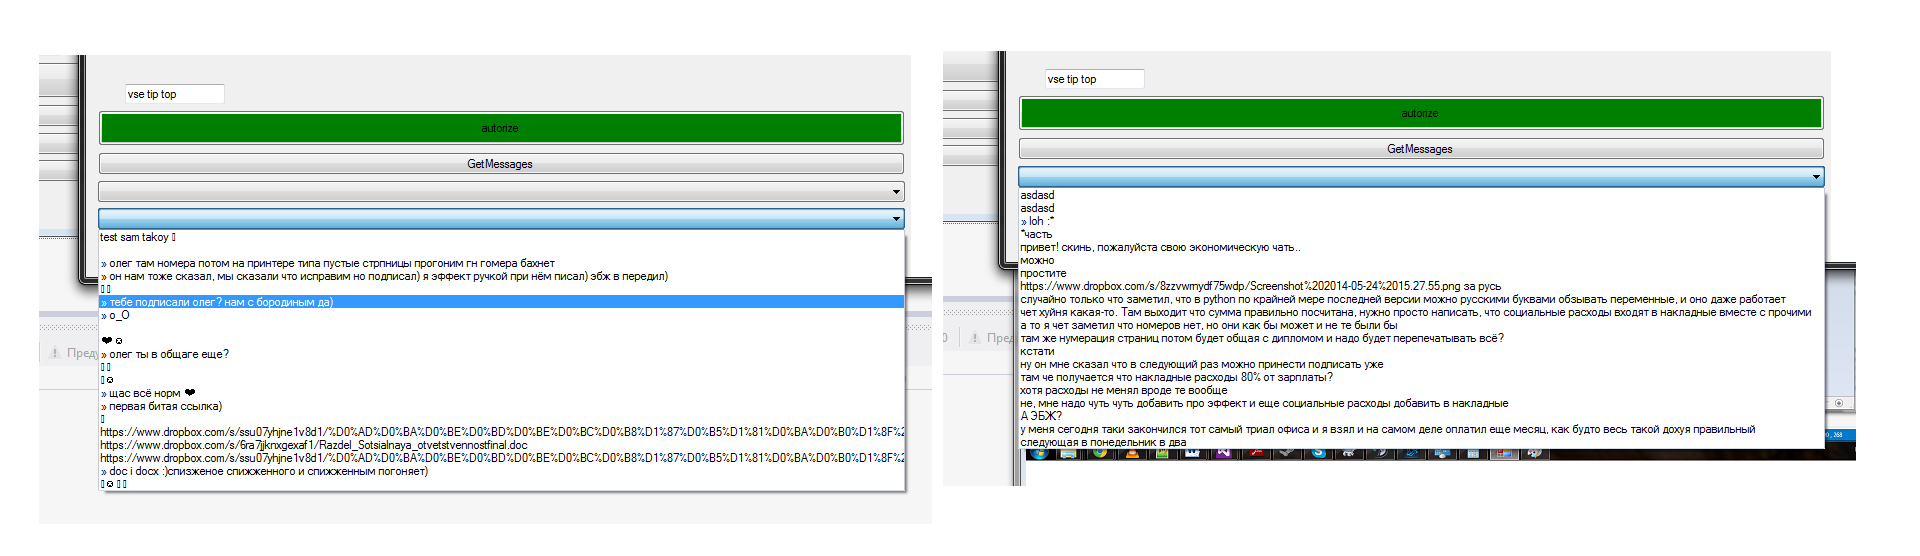 vse tip top
autorize
GetMessages
test sam takoy
» олег там номера потом на принтере типа пустые стрпницы прогоним гн гомера бахнет
» он нам тоже сказал, мы сказали что исправим но подписал) я эффект ручкой при нём писал) эбж в передил)
» тебе подписали олег? нам с бородиным да)
» o_O
❤☺
» олег ты в общаге еще?
☺
» щас всё норм ❤
» первая битая ссылка)
https://www.dropbox.com/s/ssu07yhjne1v8d1/%D0%AD%D0%BA%D0%BE%D0%BD%D0%BE%D0%BC%D0%B8%D1%87%D0%B5%D1%81%D0%BA%D0%B0%D1%8F%2
https://www.dropbox.com/s/6ra7jjknxgexaf1/Razdel_Sotsialnaya_otvetstvennostfinal.doc
https://www.dropbox.com/s/ssu07yhjne1v8d1/%D0%AD%D0%BA%D0%BE%D0%BD%D0%BE%D0%BC%D0%B8%D1%87%D0%B5%D1%81%D0%BA%D0%B0%D1%8F%2
» doc i docx :)спизженое спижженного и спижженным погоняет)
☺
Преду
vse tip top
autorize
GetMessages
asdasd
asdasd
» loh :*
*часть
привет! скинь, пожалуйста свою экономическую чать..
можно
простите
https://www.dropbox.com/s/8zzvwmydf75wdp/Screenshot%202014-05-24%2015.27.55.png за русь
случайно только что заметил, что в python по крайней мере последней версии можно русскими буквами обзывать переменные, и оно даже работает
чет хуйня какая-то. Там выходит что сумма правильно посчитана, нужно просто написать, что социальные расходы входят в накладные вместе с прочими
а то я чет заметил что номеров нет, но они как бы может и не те были бы
там же нумерация страниц потом будет общая с дипломом и надо будет перепечатывать всё?
кстати
ну он мне сказал что в следующий раз можно принести подписать уже
там че получается что накладные расходы 80% от зарплаты?
хотя расходы не менял вроде те вообще
не, мне надо чуть чуть добавить про эффект и еще социальные расходы добавить в накладные
А ЭБЖ?
у меня сегодня таки закончился тот самый триал офиса и я взял и на самом деле оплатил еще месяц, как будто весь такой дохуя правильный
следующая в понедельник в два
0
Пред
, 268